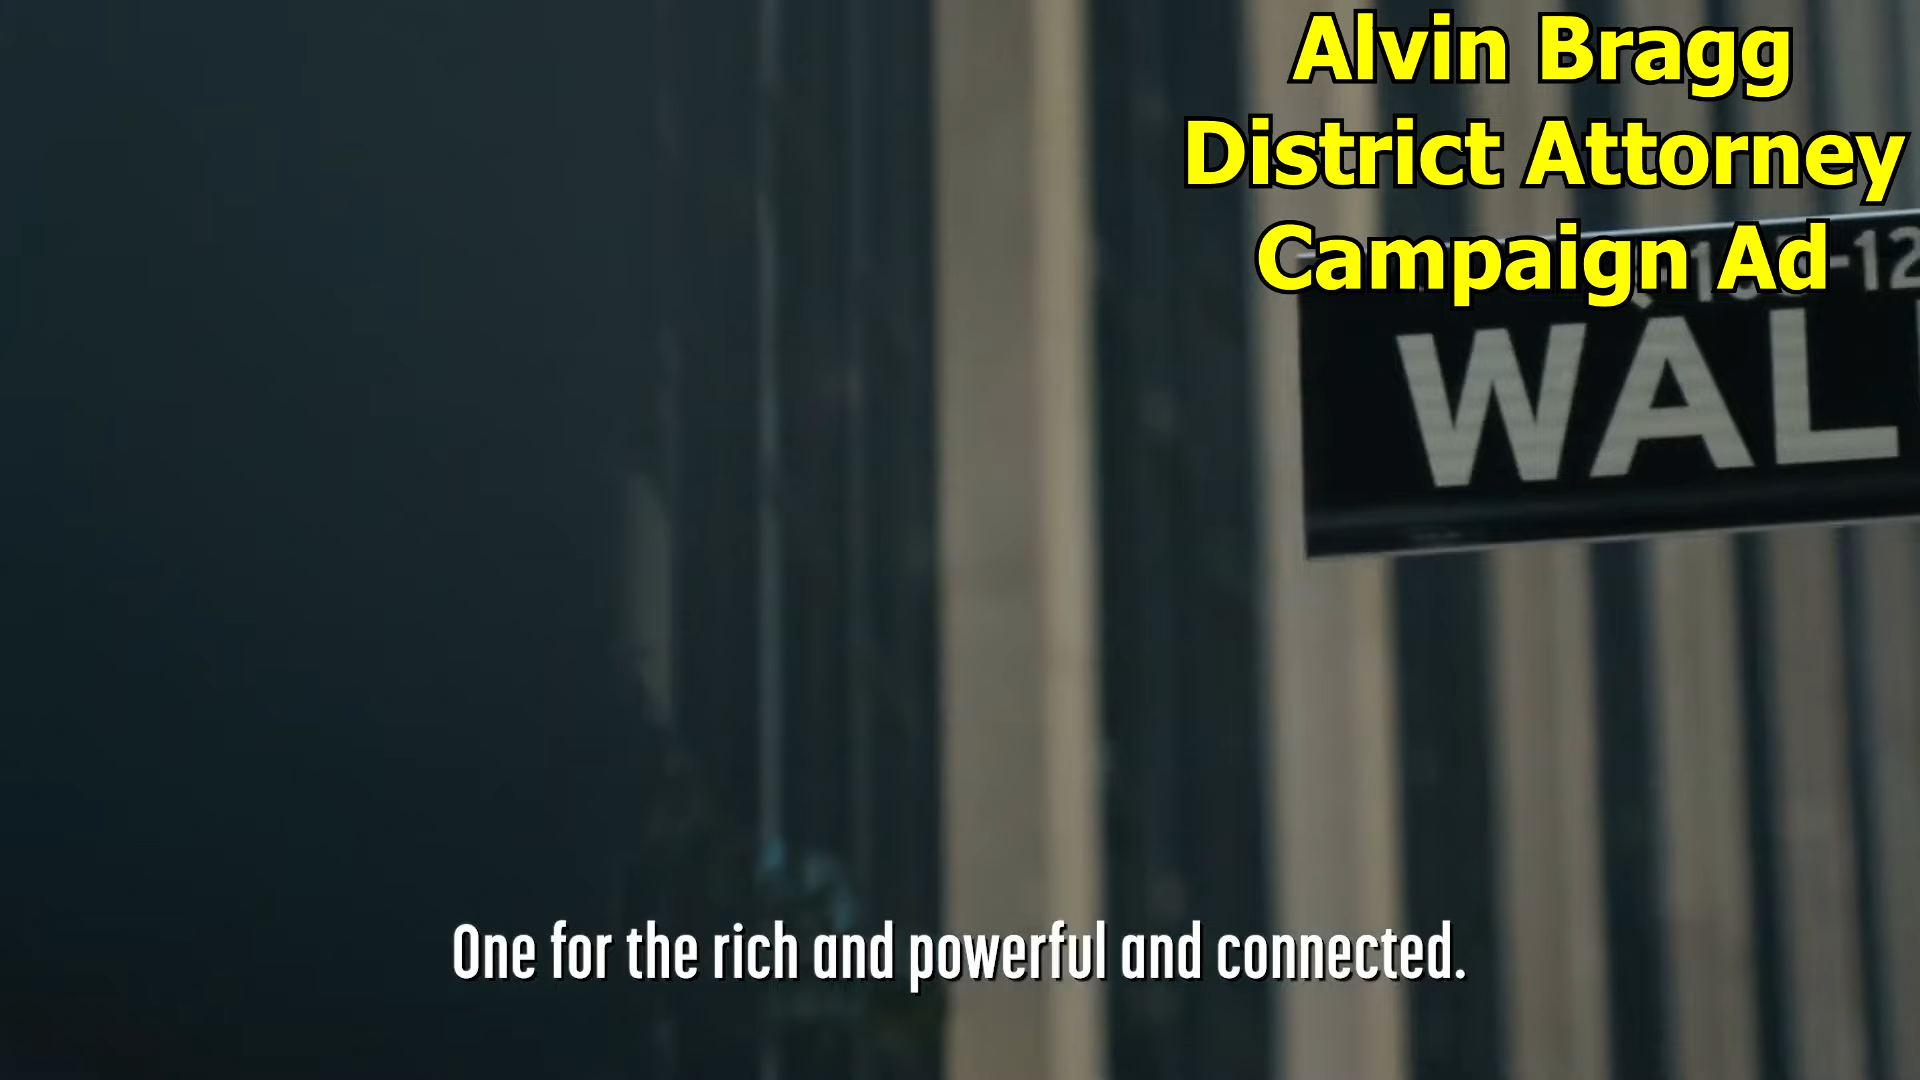 Alvin Bragg
District Attorney
Campaign Ad
WAL
One for the rich and powerful and connected.